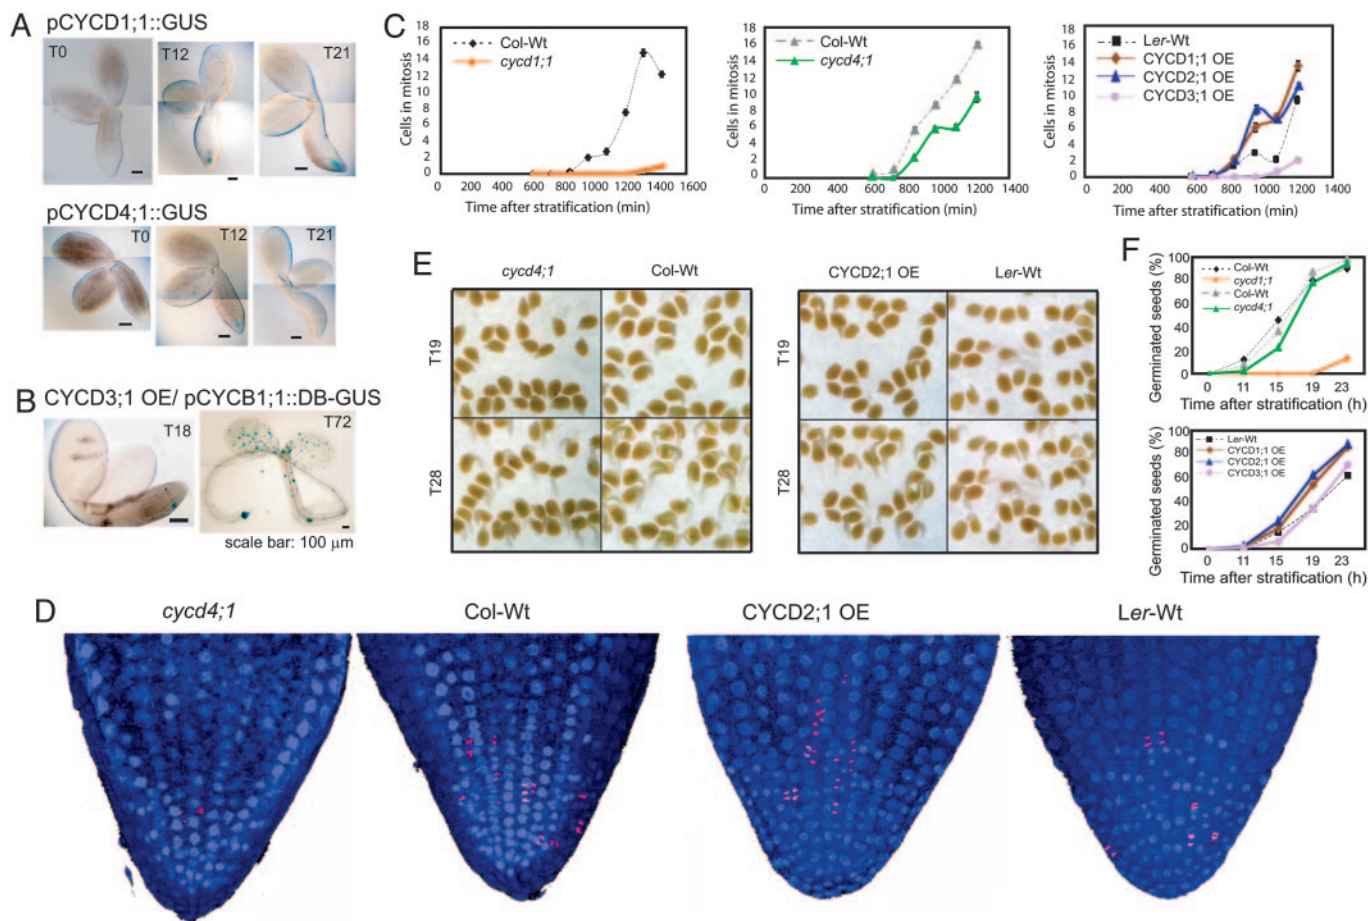 A
pCYCD1;1::GUS
T0
T12
T21
pCYCD4;1::GUS
T0
T12
T21
B
CYCD3;1 OE/ pCYCB1;1::DB-GUS
T18
T72
scale bar: 100 μm
C
Cells in mitosis
18
16
14
12
10
8
6
4
2
0
Col-Wt
cycd1;1
0 200 400 600 800 1000 1200 1400 1600
Time after stratification (min)
Cells in mitosis
18
16
14
12
10
8
6
4
2
0
Col-Wt
cycd4;1
0 200 400 600 800 1000 1200 1400
Time after stratification (min)
Cells in mitosis
18
16
14
12
10
8
6
4
2
0
Ler-Wt
CYCD1;1 OE
CYCD2;1 OE
CYCD3;1 OE
0 200 400 600 800 1000 1200 1400
Time after stratification (min)
E
cycd4;1
Col-Wt
CYCD2;1 OE
Ler-Wt
T19
T28
T19
T28
F
Germinated seeds (%)
100
80
60
40
20
0
Col-Wt
cycd1;1
Col-Wt
cycd4;1
0 11 15 19 23
Time after stratification (h)
Germinated seeds (%)
100
80
60
40
20
0
Ler-Wt
CYCD1;1 OE
CYCD2;1 OE
CYCD3;1 OE
0 11 15 19 23
Time after stratification (h)
D
cycd4;1
Col-Wt
CYCD2;1 OE
Ler-Wt